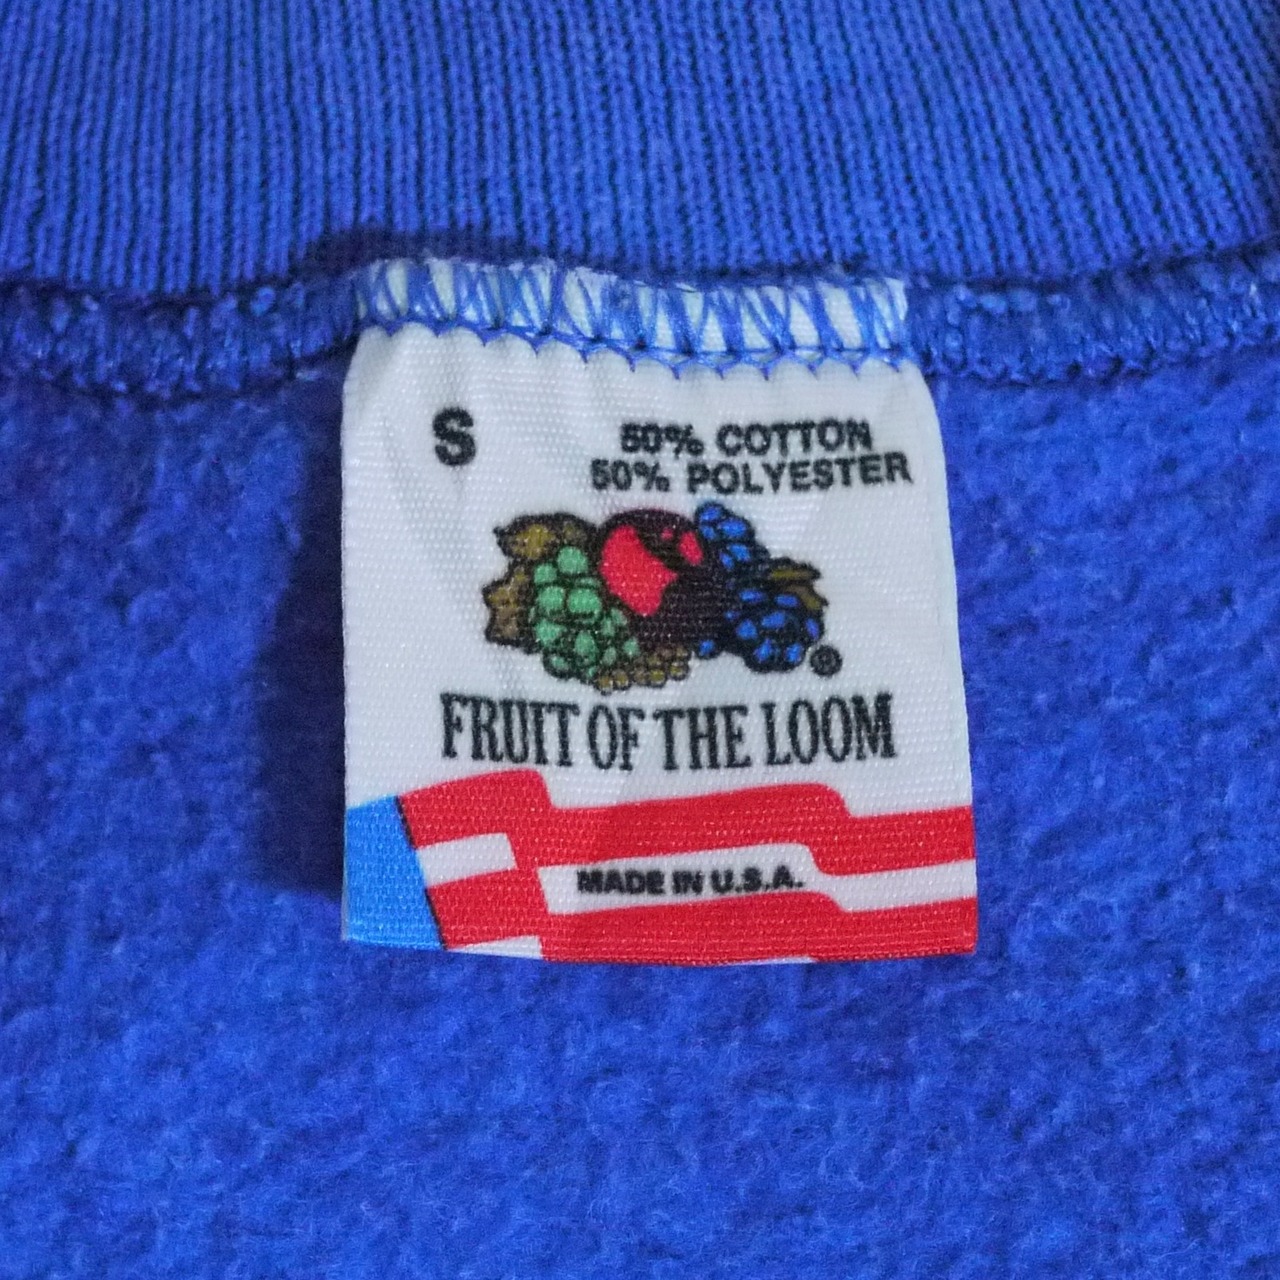 S
50% COTTON
50% POLYESTER
®
FRUIT OF THE LOOM
MADE IN U.S.A.